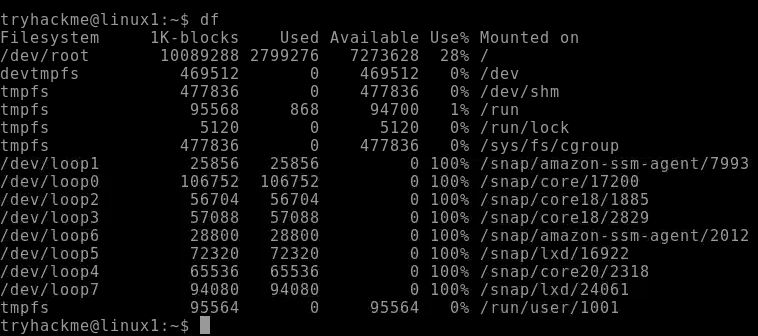 tryhackme@linux1:~$ df
Filesystem     1K-blocks    Used Available Use% Mounted on
/dev/root       10089288 2799276   7273628  28% /
devtmpfs          469512       0    469512   0% /dev
tmpfs             477836       0    477836   0% /dev/shm
tmpfs              95568     868     94700   1% /run
tmpfs               5120       0      5120   0% /run/lock
tmpfs             477836       0    477836   0% /sys/fs/cgroup
/dev/loop1         25856   25856         0 100% /snap/amazon-ssm-agent/7993
/dev/loop0        106752  106752         0 100% /snap/core/17200
/dev/loop2         56704   56704         0 100% /snap/core18/1885
/dev/loop3         57088   57088         0 100% /snap/core18/2829
/dev/loop6         28800   28800         0 100% /snap/amazon-ssm-agent/2012
/dev/loop5         72320   72320         0 100% /snap/lxd/16922
/dev/loop4         65536   65536         0 100% /snap/core20/2318
/dev/loop7         94080   94080         0 100% /snap/lxd/24061
tmpfs              95564       0     95564   0% /run/user/1001
tryhackme@linux1:~$